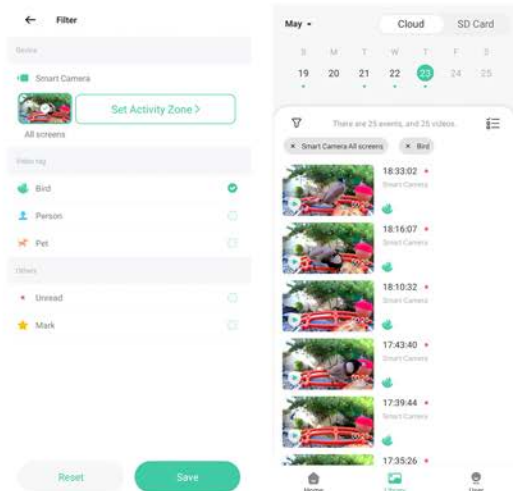 Filter
Device
Smart Camera
Set Activity Zone >
All screens
Video tag
Bird
Person
Pet
Others
Unread
Mark
Reset
Save
May
Cloud
SD Card
S M T W T F S
19 20 21 22 23 24 25
There are 25 events, and 25 videos.
× Smart Camera All screens
× Bird
18:33:02
Smart Camera
18:16:07
Smart Camera
18:10:32
Smart Camera
17:43:40
Smart Camera
17:39:44
Smart Camera
17:35:26
Home
Library
User